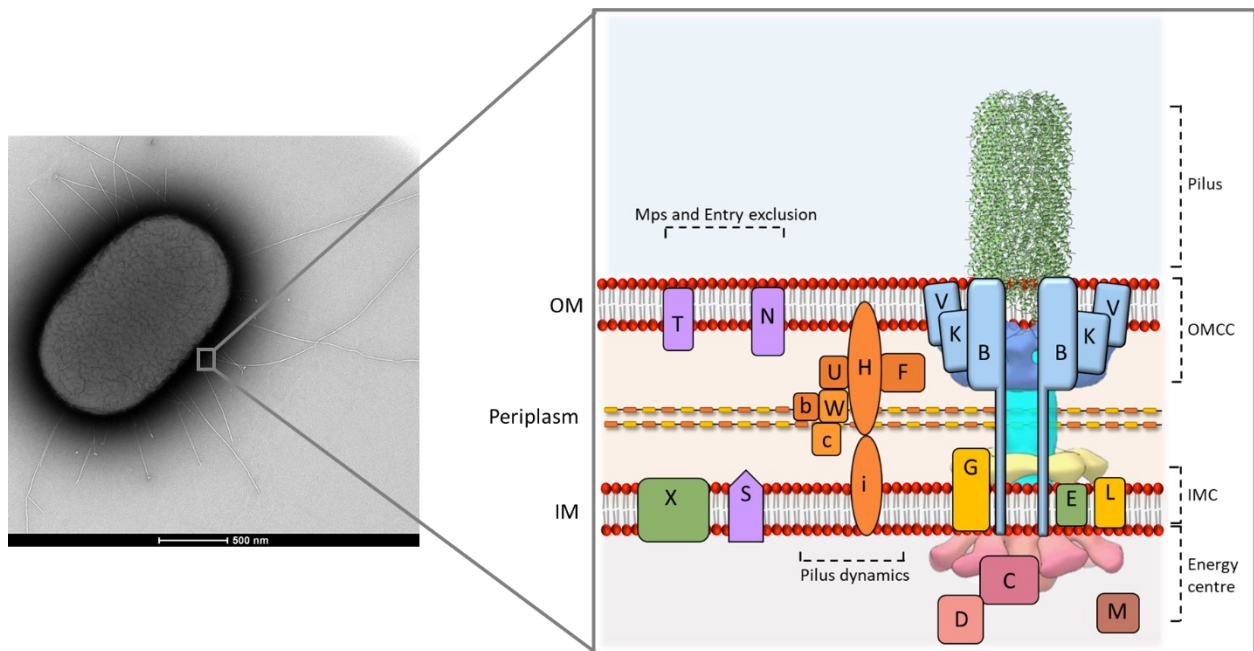 500 nm
Mps and Entry exclusion
Pilus
OM
T
N
V
K
B
B
K
V
OMCC
U
H
F
Periplasm
b
W
c
G
IM
X
S
i
E
L
IMC
Pilus dynamics
C
Energy
centre
D
M